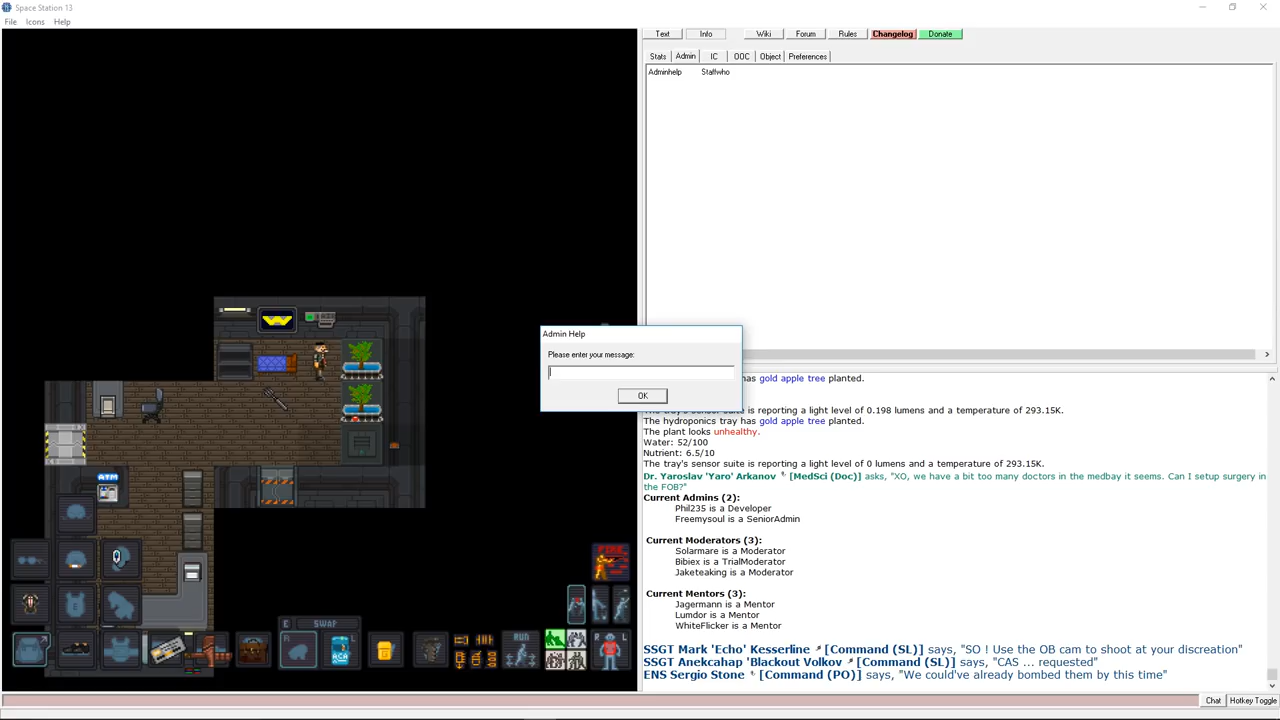 Space Station 13
File Icons Help
Text Info Wiki Forum Rules Changelog Donate
Stats Admin IC OOC Object Preferences
Adminhelp Staffwho
Admin Help
Please enter your message:
OK
has gold apple tree planted.
The tray's sensor suite is reporting a light level of 0.198 lumens and a temperature of 293.15K.
The hydroponics tray has gold apple tree planted.
The plant looks unhealthy.
Water: 52/100
Nutrient: 6.5/10
The tray's sensor suite is reporting a light level of 0 lumens and a temperature of 293.15K.
Dr. Yaroslav 'Yaro' Arkanov [MedSci (Doc)] asks, "XO, we have a bit too many doctors in the medbay it seems. Can I setup surgery in
the FOB?"
Current Admins (2):
Phil235 is a Developer
Freemysoul is a SeniorAdmin
Current Moderators (3):
Solarmare is a Moderator
Bibiex is a TrialModerator
Jaketeaking is a Moderator
Current Mentors (3):
Jagermann is a Mentor
Lumdor is a Mentor
WhiteFlicker is a Mentor
SSGT Mark 'Echo' Kesserline [Command (SL)] says, "SO ! Use the OB cam to shoot at your discreation"
SSGT Anekcahap 'Blackout Volkov [Command (SL)] says, "CAS ... requested"
ENS Sergio Stone [Command (PO)] says, "We could've already bombed them by this time"
ATM
E SWAP
R L
RUN
R L
E
Chat Hotkey Toggle